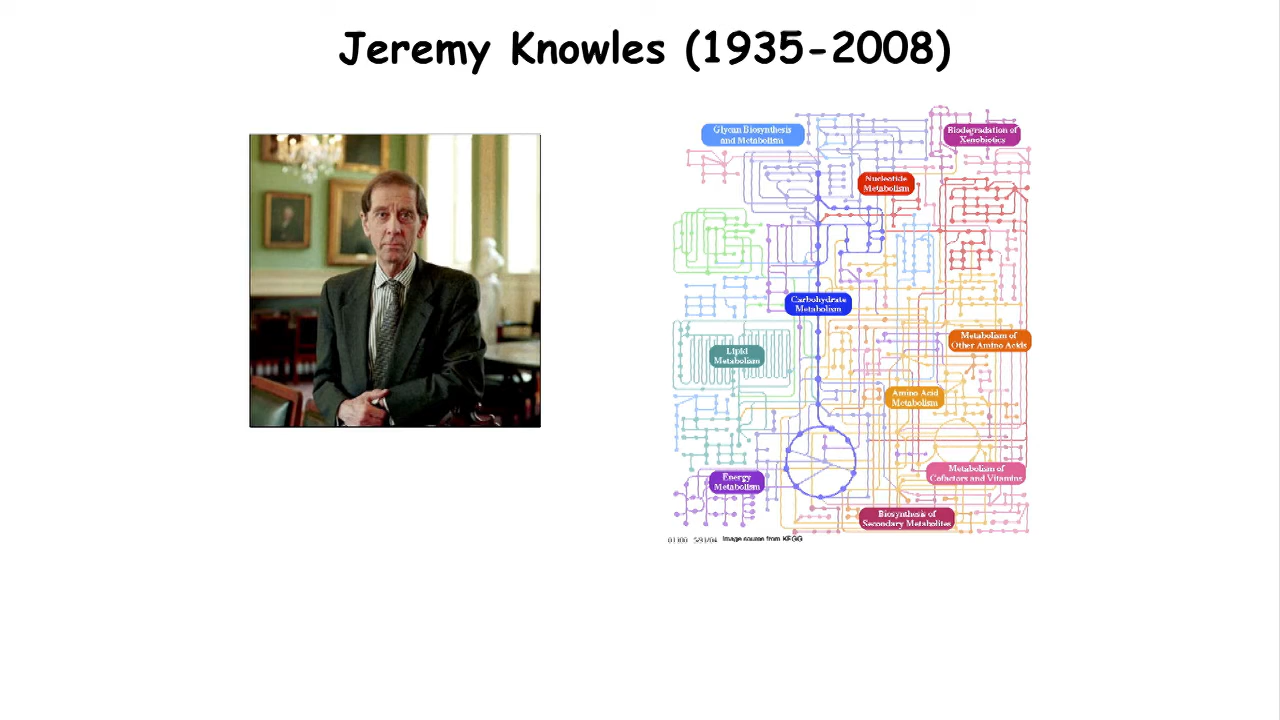 Jeremy Knowles (1935-2008)
Glycan Biosynthesis
and Metabolism
Biodegradation of
Xenobiotics
Nucleotide
Metabolism
Carbohydrate
Metabolism
Metabolism of
Other Amino Acids
Lipid
Metabolism
Amino Acid
Metabolism
Metabolism of
Cofactors and Vitamins
Energy
Metabolism
Biosynthesis of
Secondary Metabolites
Image source from KEGG